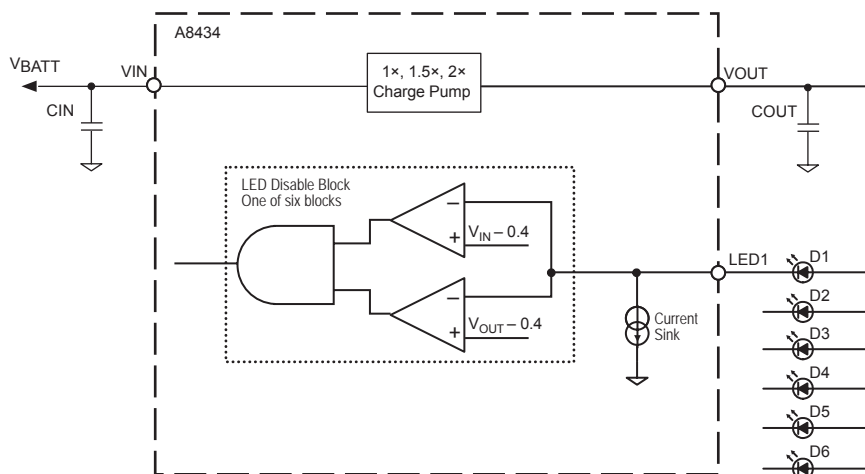 A8434
VBATT
VIN
CIN
1×, 1.5×, 2×
Charge Pump
VOUT
COUT
LED Disable Block
One of six blocks
−
+
VIN – 0.4
−
+
VOUT – 0.4
LED1
Current
Sink
D1
D2
D3
D4
D5
D6